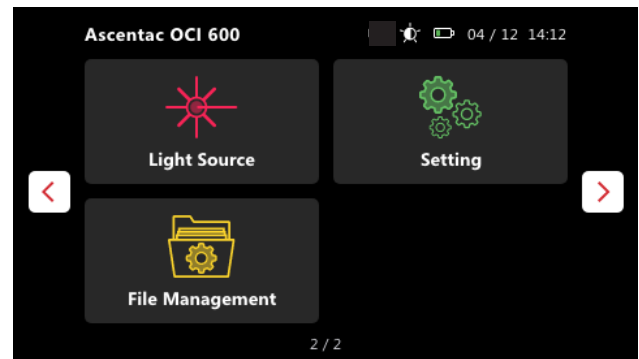 Ascentac OCI 600 04 / 12 14:12
Light Source Setting
File Management
2 / 2